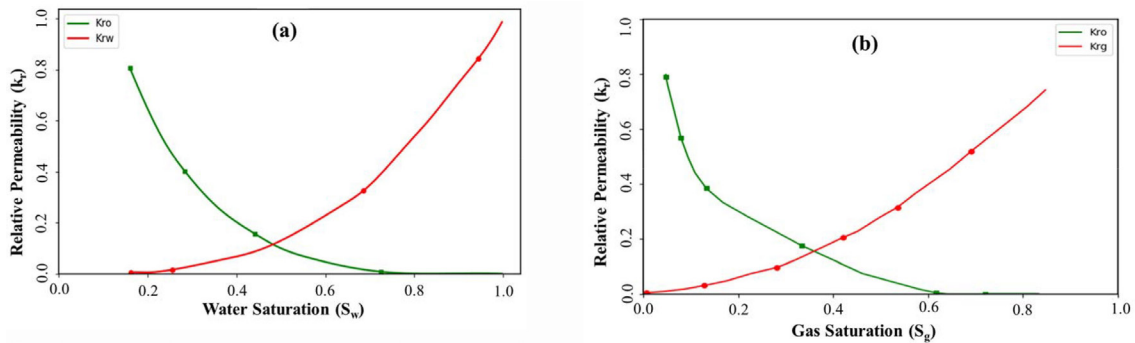 (a)
Kro
Krw
Relative Permeability (kr)
1.0
0.8
0.6
0.4
0.2
0.0
0.0 0.2 0.4 0.6 0.8 1.0
Water Saturation (Sw)
(b)
Kro
Krg
Relative Permeability (kr)
1.0
0.8
0.6
0.4
0.2
0.0
0.0 0.2 0.4 0.6 0.8 1.0
Gas Saturation (Sg)